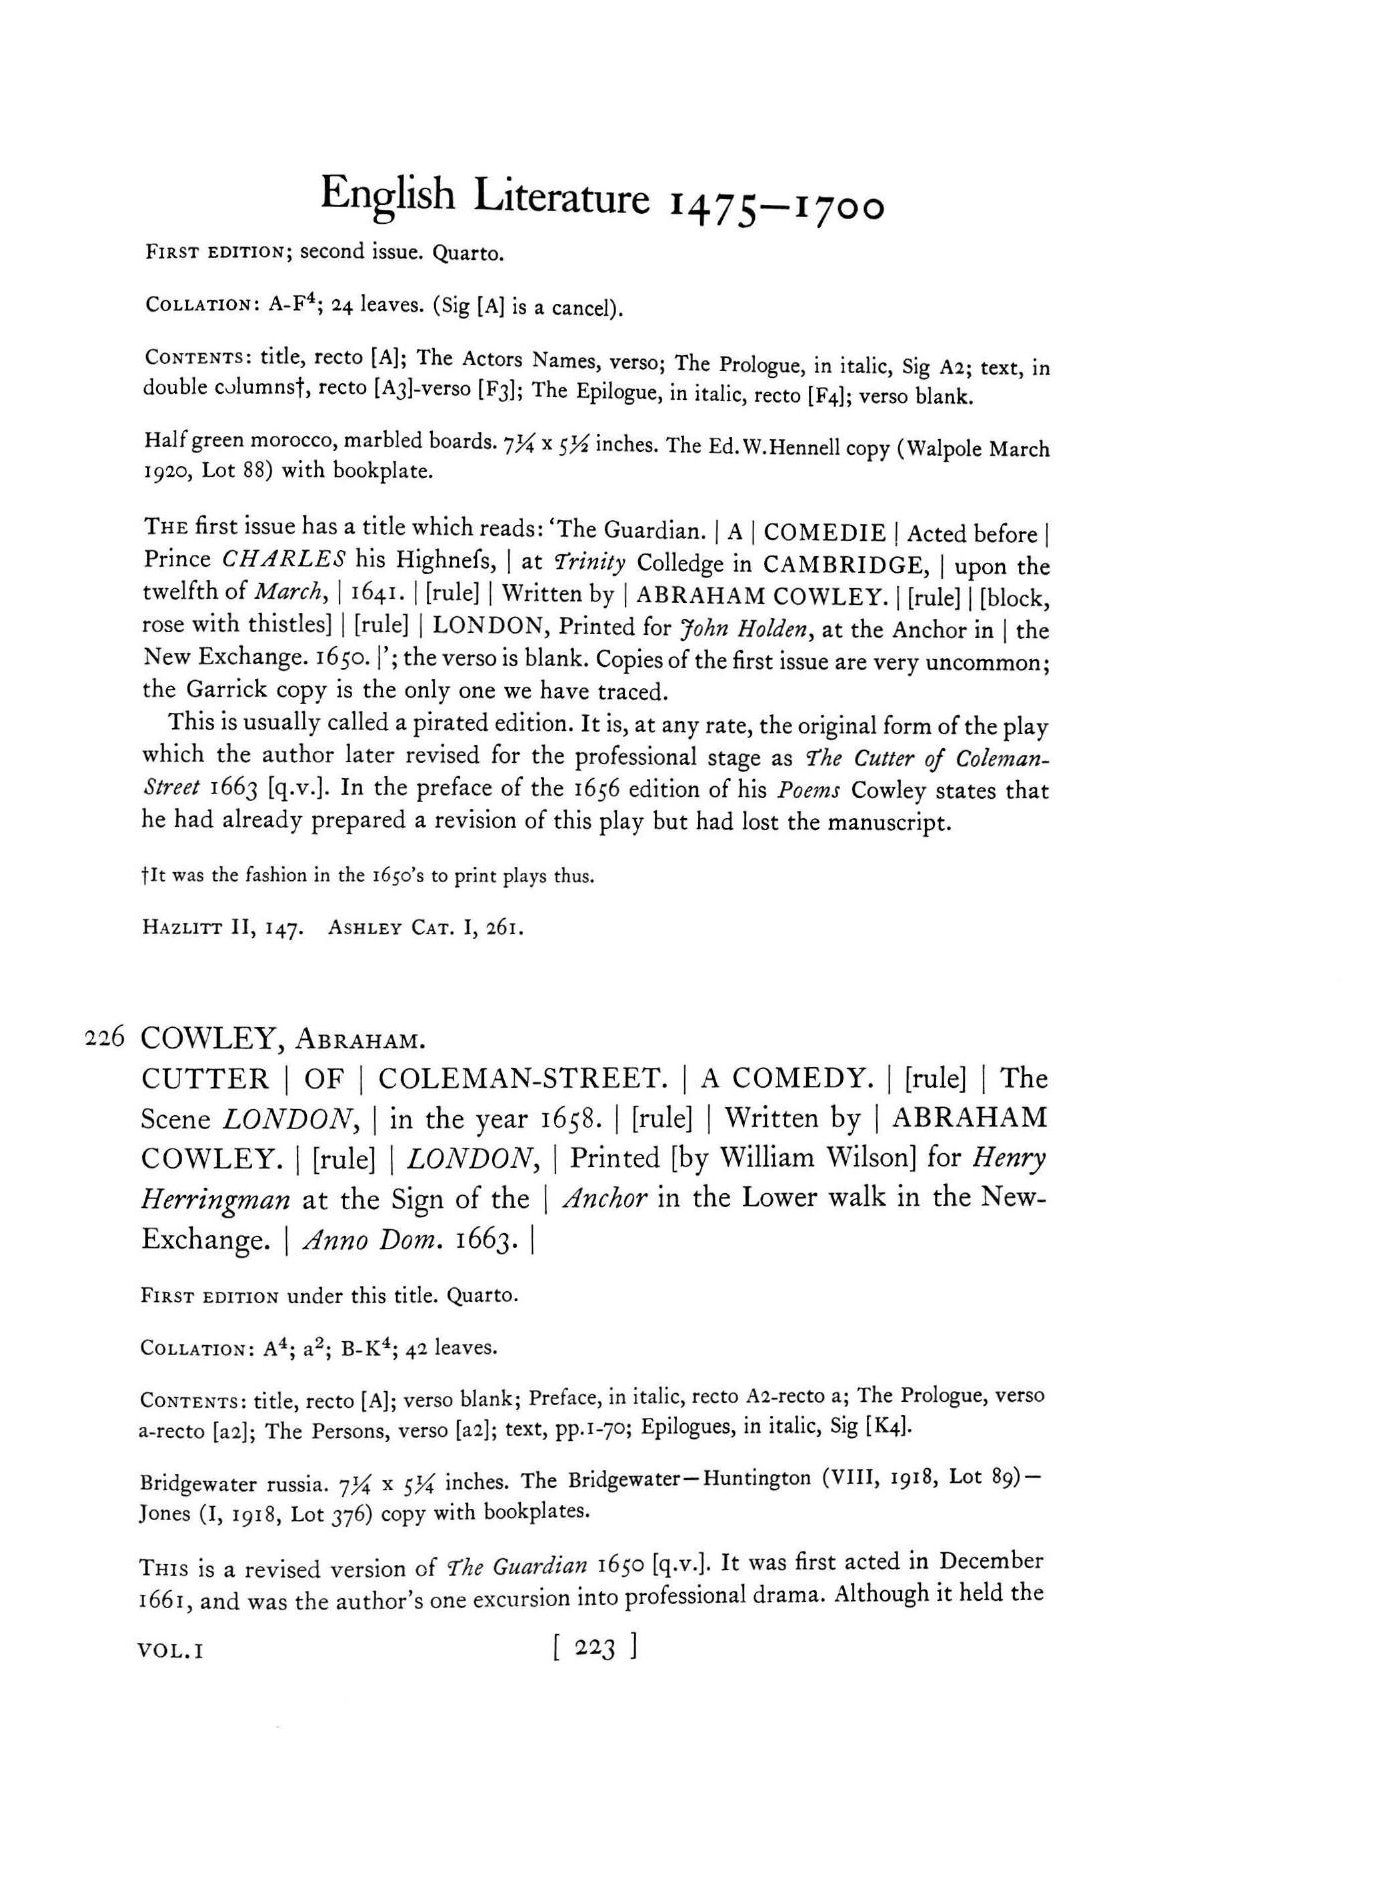 English Literature 1475—1700
FIRST EDITION; second issue. Quarto.
COLLATION: A-F⁴; 24 leaves. (Sig [A] is a cancel).
CONTENTS: title, recto [A]; The Actors Names, verso; The Prologue, in italic, Sig A2; text, in
double columns†, recto [A3]-verso [F3]; The Epilogue, in italic, recto [F4]; verso blank.
Half green morocco, marbled boards. 7¼ x 5½ inches. The Ed.W.Hennell copy (Walpole March
1920, Lot 88) with bookplate.
THE first issue has a title which reads: ‘The Guardian. | A | COMEDIE | Acted before |
Prince CHARLES his Highneſs, | at Trinity Colledge in CAMBRIDGE, | upon the
twelfth of March, | 1641. | [rule] | Written by | ABRAHAM COWLEY. | [rule] | [block,
rose with thistles] | [rule] | LONDON, Printed for John Holden, at the Anchor in | the
New Exchange. 1650. |’; the verso is blank. Copies of the first issue are very uncommon;
the Garrick copy is the only one we have traced.
This is usually called a pirated edition. It is, at any rate, the original form of the play
which the author later revised for the professional stage as The Cutter of Coleman-
Street 1663 [q.v.]. In the preface of the 1656 edition of his Poems Cowley states that
he had already prepared a revision of this play but had lost the manuscript.
†It was the fashion in the 1650’s to print plays thus.
HAZLITT II, 147. ASHLEY CAT. I, 261.
226 COWLEY, ABRAHAM.
CUTTER | OF | COLEMAN-STREET. | A COMEDY. | [rule] | The
Scene LONDON, | in the year 1658. | [rule] | Written by | ABRAHAM
COWLEY. | [rule] | LONDON, | Printed [by William Wilson] for Henry
Herringman at the Sign of the | Anchor in the Lower walk in the New-
Exchange. | Anno Dom. 1663. |
FIRST EDITION under this title. Quarto.
COLLATION: A⁴; a²; B-K⁴; 42 leaves.
CONTENTS: title, recto [A]; verso blank; Preface, in italic, recto A2-recto a; The Prologue, verso
a-recto [a2]; The Persons, verso [a2]; text, pp.1-70; Epilogues, in italic, Sig [K4].
Bridgewater russia. 7¼ x 5¼ inches. The Bridgewater—Huntington (VIII, 1918, Lot 89)—
Jones (I, 1918, Lot 376) copy with bookplates.
THIS is a revised version of The Guardian 1650 [q.v.]. It was first acted in December
1661, and was the author’s one excursion into professional drama. Although it held the
VOL.I [ 223 ]